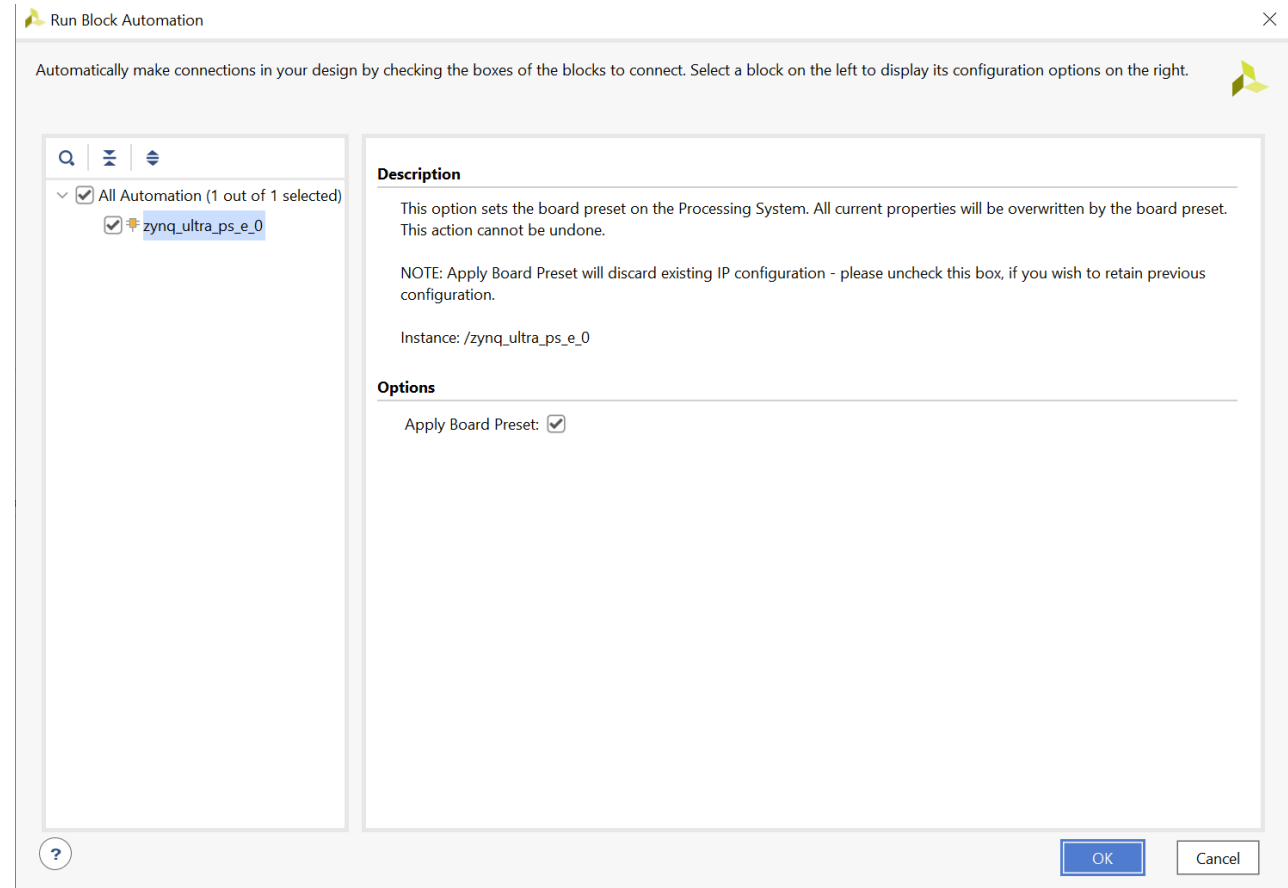 Run Block Automation
Automatically make connections in your design by checking the boxes of the blocks to connect. Select a block on the left to display its configuration options on the right.
All Automation (1 out of 1 selected)
zynq_ultra_ps_e_0
Description
This option sets the board preset on the Processing System. All current properties will be overwritten by the board preset.
This action cannot be undone.
NOTE: Apply Board Preset will discard existing IP configuration - please uncheck this box, if you wish to retain previous
configuration.
Instance: /zynq_ultra_ps_e_0
Options
Apply Board Preset:
?
OK
Cancel